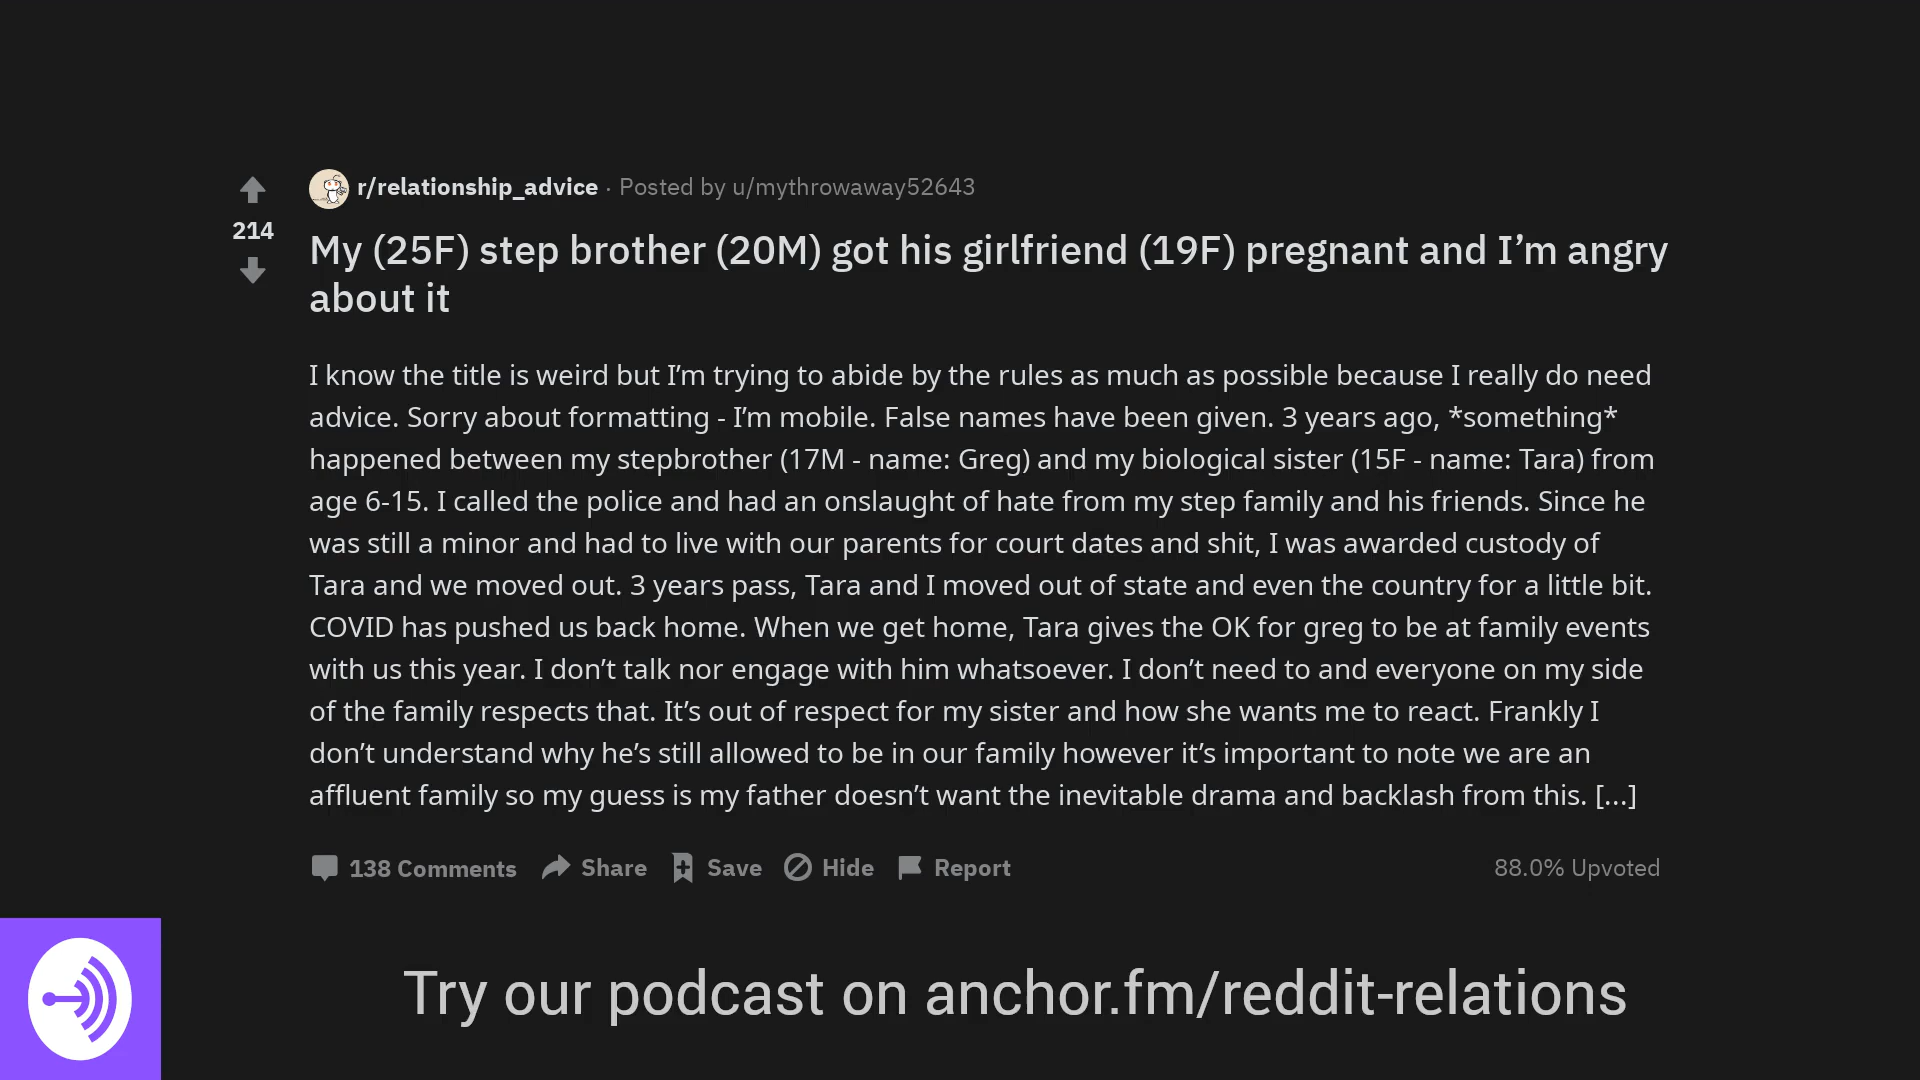 r/relationship_advice · Posted by u/mythrowaway52643
214
My (25F) step brother (20M) got his girlfriend (19F) pregnant and I’m angry
about it
I know the title is weird but I’m trying to abide by the rules as much as possible because I really do need
advice. Sorry about formatting - I’m mobile. False names have been given. 3 years ago, *something*
happened between my stepbrother (17M - name: Greg) and my biological sister (15F - name: Tara) from
age 6-15. I called the police and had an onslaught of hate from my step family and his friends. Since he
was still a minor and had to live with our parents for court dates and shit, I was awarded custody of
Tara and we moved out. 3 years pass, Tara and I moved out of state and even the country for a little bit.
COVID has pushed us back home. When we get home, Tara gives the OK for greg to be at family events
with us this year. I don’t talk nor engage with him whatsoever. I don’t need to and everyone on my side
of the family respects that. It’s out of respect for my sister and how she wants me to react. Frankly I
don’t understand why he’s still allowed to be in our family however it’s important to note we are an
affluent family so my guess is my father doesn’t want the inevitable drama and backlash from this. [...]
138 Comments Share Save Hide Report 88.0% Upvoted
Try our podcast on anchor.fm/reddit-relations